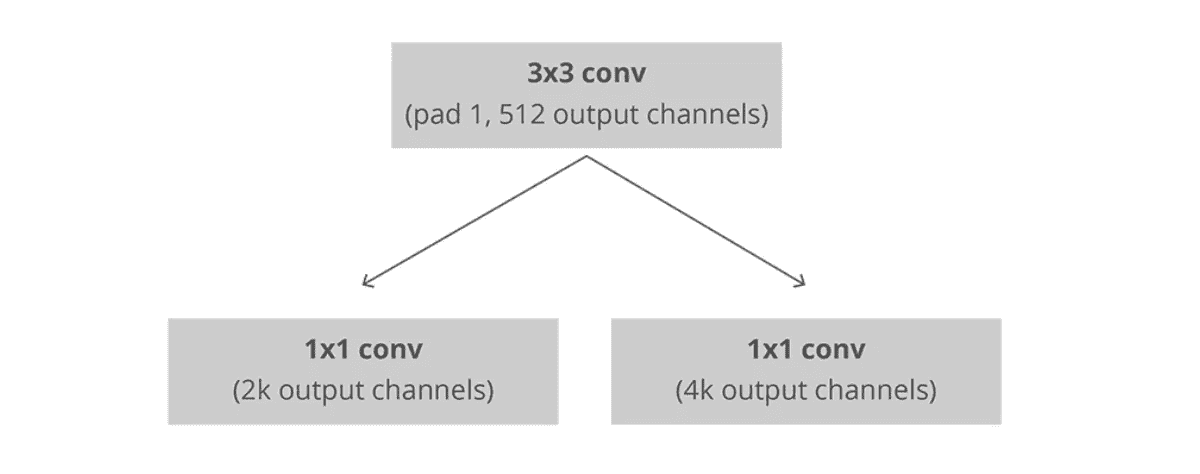 3x3 conv
(pad 1, 512 output channels)
1x1 conv
(2k output channels)
1x1 conv
(4k output channels)